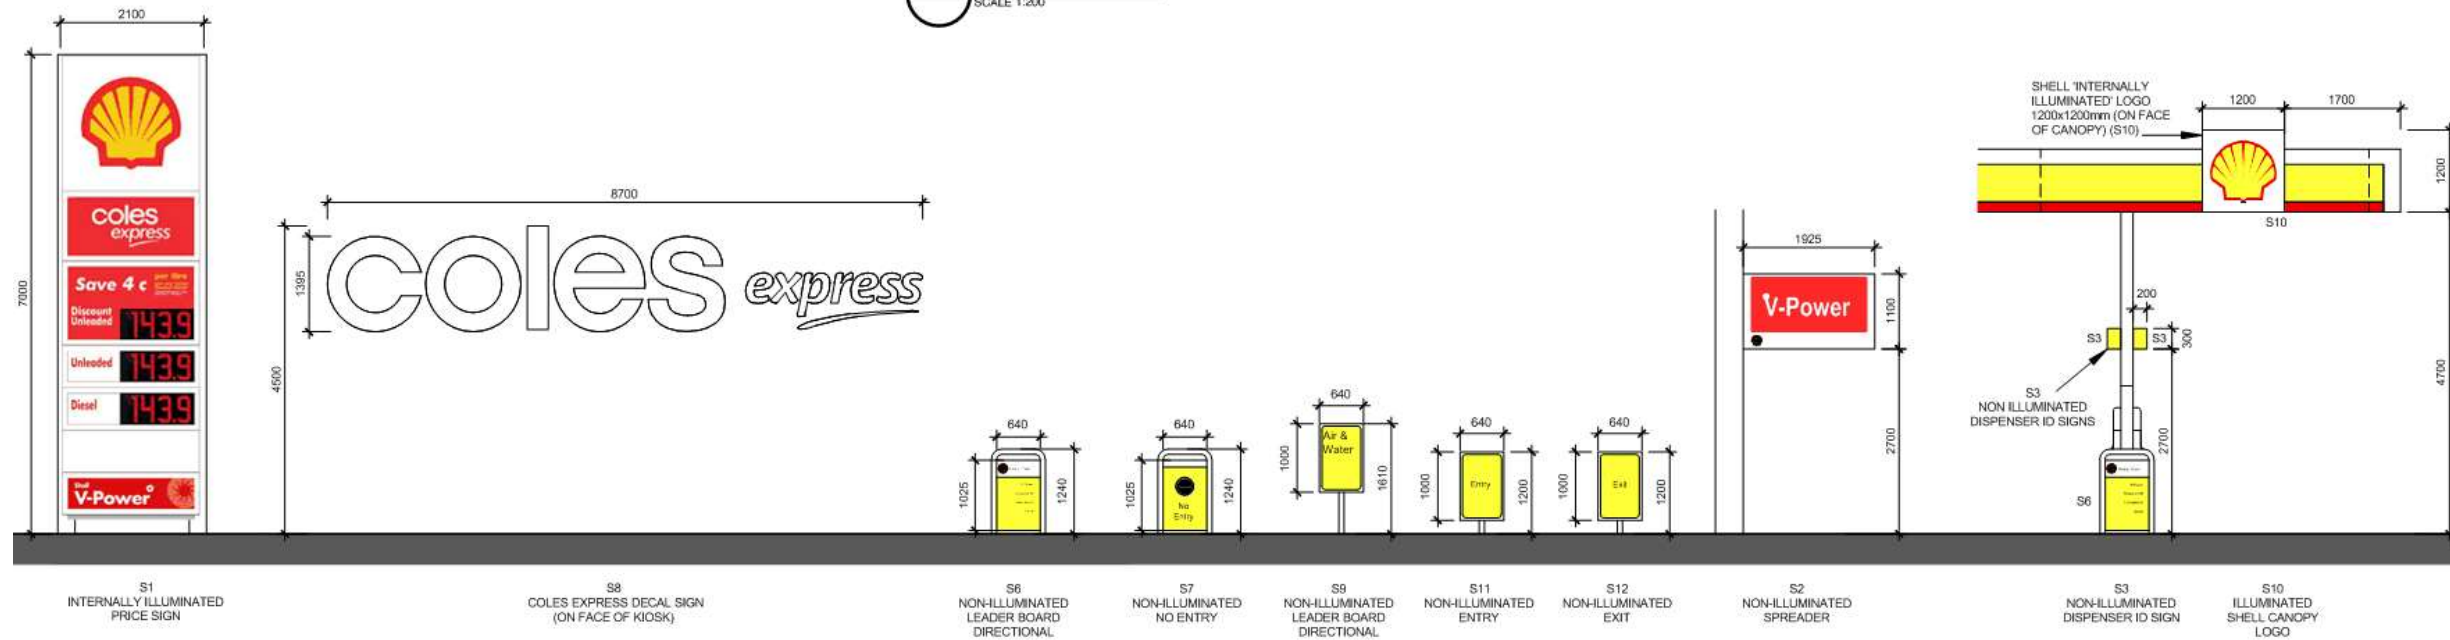 SCALE 1:200
2100
7000
coles
express
Save 4 c
per litre
Discount
Unleaded
143.9
Unleaded
143.9
Diesel
143.9
Shell
V-Power
S1
INTERNALLY ILLUMINATED
PRICE SIGN
8700
4500
1395
coles express
S8
COLES EXPRESS DECAL SIGN
(ON FACE OF KIOSK)
640
1025
1240
S6
NON-ILLUMINATED
LEADER BOARD
DIRECTIONAL
640
1025
1240
No
Entry
S7
NON-ILLUMINATED
NO ENTRY
640
1000
1610
Air &
Water
S9
NON-ILLUMINATED
LEADER BOARD
DIRECTIONAL
640
1000
1200
Entry
S11
NON-ILLUMINATED
ENTRY
640
1000
1200
Exit
S12
NON-ILLUMINATED
EXIT
1925
1100
2700
V-Power
S2
NON-ILLUMINATED
SPREADER
SHELL 'INTERNALLY
ILLUMINATED' LOGO
1200x1200mm (ON FACE
OF CANOPY) (S10)
1200
1700
1200
S10
200
S3
S3
300
S3
NON ILLUMINATED
DISPENSER ID SIGNS
2700
4700
S6
S3
NON-ILLUMINATED
DISPENSER ID SIGN
S10
ILLUMINATED
SHELL CANOPY
LOGO